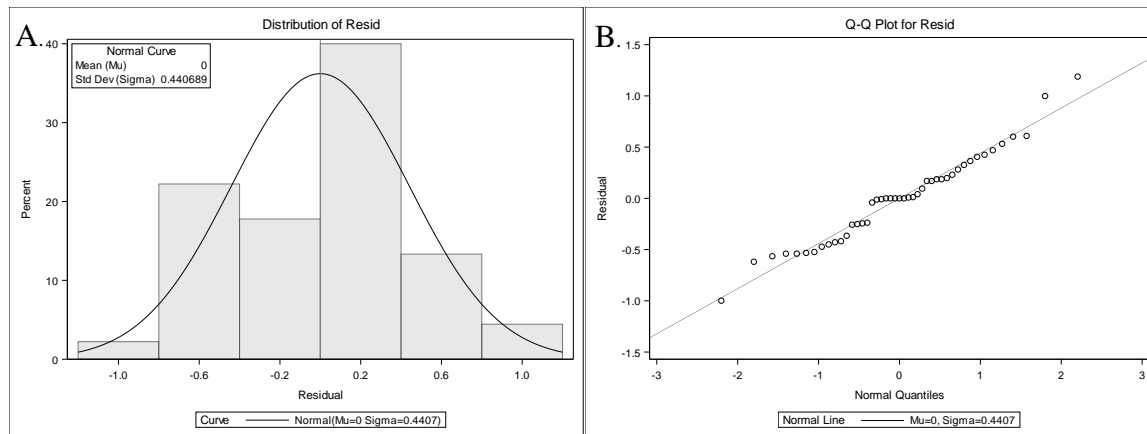 A.
Distribution of Resid
Normal Curve
Mean (Mu) 0
Std Dev (Sigma) 0.440689
40
30
20
10
0
Percent
-1.0 -0.6 -0.2 0.2 0.6 1.0
Residual
Curve Normal(Mu=0 Sigma=0.4407)
B.
Q-Q Plot for Resid
1.5
1.0
0.5
0.0
-0.5
-1.0
-1.5
Residual
-3 -2 -1 0 1 2 3
Normal Quantiles
Normal Line Mu=0, Sigma=0.4407